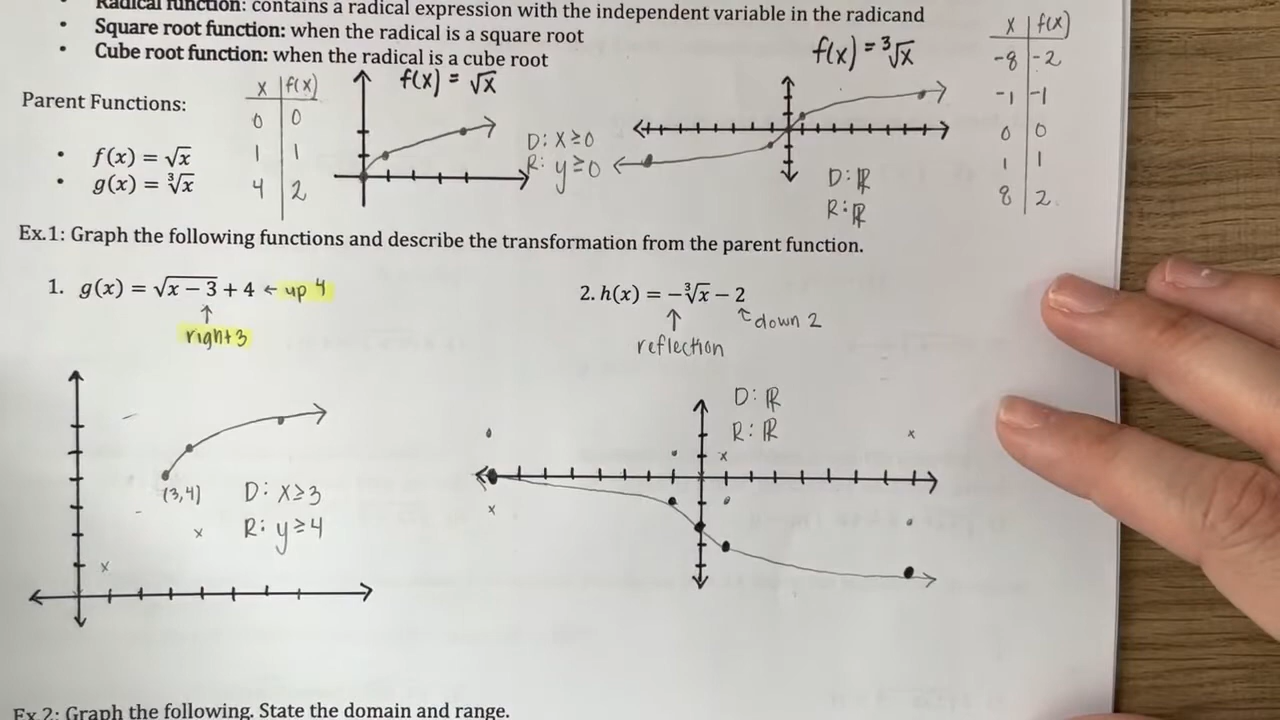 Radical function: contains a radical expression with the independent variable in the radicand
Square root function: when the radical is a square root
Cube root function: when the radical is a cube root
Parent Functions:
f(x) = √x
g(x) = ∛x
x | f(x)
0 | 0
1 | 1
4 | 2
f(x) = √x
D: x≥0
R: y≥0
f(x) = ∛x
D: ℝ
R: ℝ
x | f(x)
-8 | -2
-1 | -1
0 | 0
1 | 1
8 | 2
Ex.1: Graph the following functions and describe the transformation from the parent function.
1. g(x) = √(x − 3) + 4 ← up 4
↑
right 3
(3,4)
D: x≥3
R: y≥4
2. h(x) = −∛x − 2
↑ down 2
reflection
D: ℝ
R: ℝ
Ex.2: Graph the following. State the domain and range.